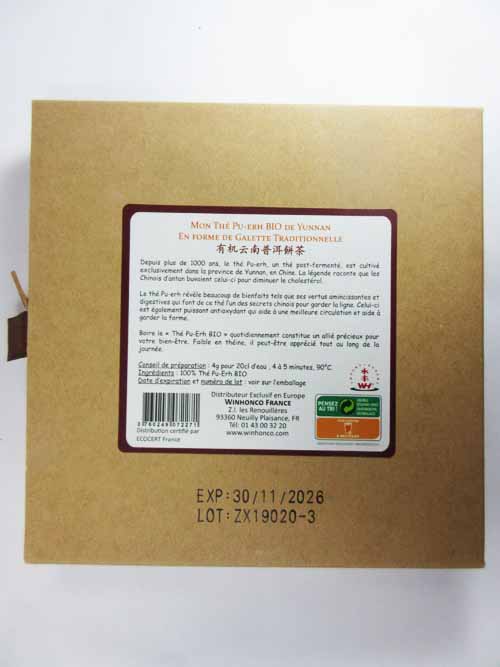 MON THÉ PU-ERH BIO DE YUNNAN
EN FORME DE GALETTE TRADITIONNELLE
有机云南普洱餅茶
Depuis plus de 1000 ans, le thé Pu-erh, un thé post-fermenté, est cultivé
exclusivement dans la province de Yunnan, en Chine. La légende raconte que les
Chinois d'antan buvaient celui-ci pour diminuer le choléstérol.
Le thé Pu-erh révèle beaucoup de bienfaits tels que ses vertus amincissantes et
digestives qui font de ce thé l'un des secrets chinois pour garder la ligne. Celui-ci
est également puissant antioxydant qui aide à une meilleure circulation et aide à
garder la forme.
Boire le « Thé Pu-Erh BIO » quotidiennement constitue un allié précieux pour
votre bien-être. Faible en théine, il peut-être apprécié tout au long de la
journée.
Conseil de préparation : 4g pour 20cl d'eau , 4 à 5 minutes, 90°C.
Ingrédients : 100% Thé Pu-Erh BIO
Date d'expiration et numéro de lot : voir sur l'emballage
Distributeur Exclusif en Europe
WINHONCO FRANCE
Z.I. les Renouillères
93360 Neuilly Plaisance, FR
Tél: 01 43 00 32 20
www.winhonco.com
3760269072271
Distribution certifié par
ECOCERT France
WH
PENSEZ
AU TRI !
À RECYCLER
EXP:30/11/2026
LOT:ZX19020-3